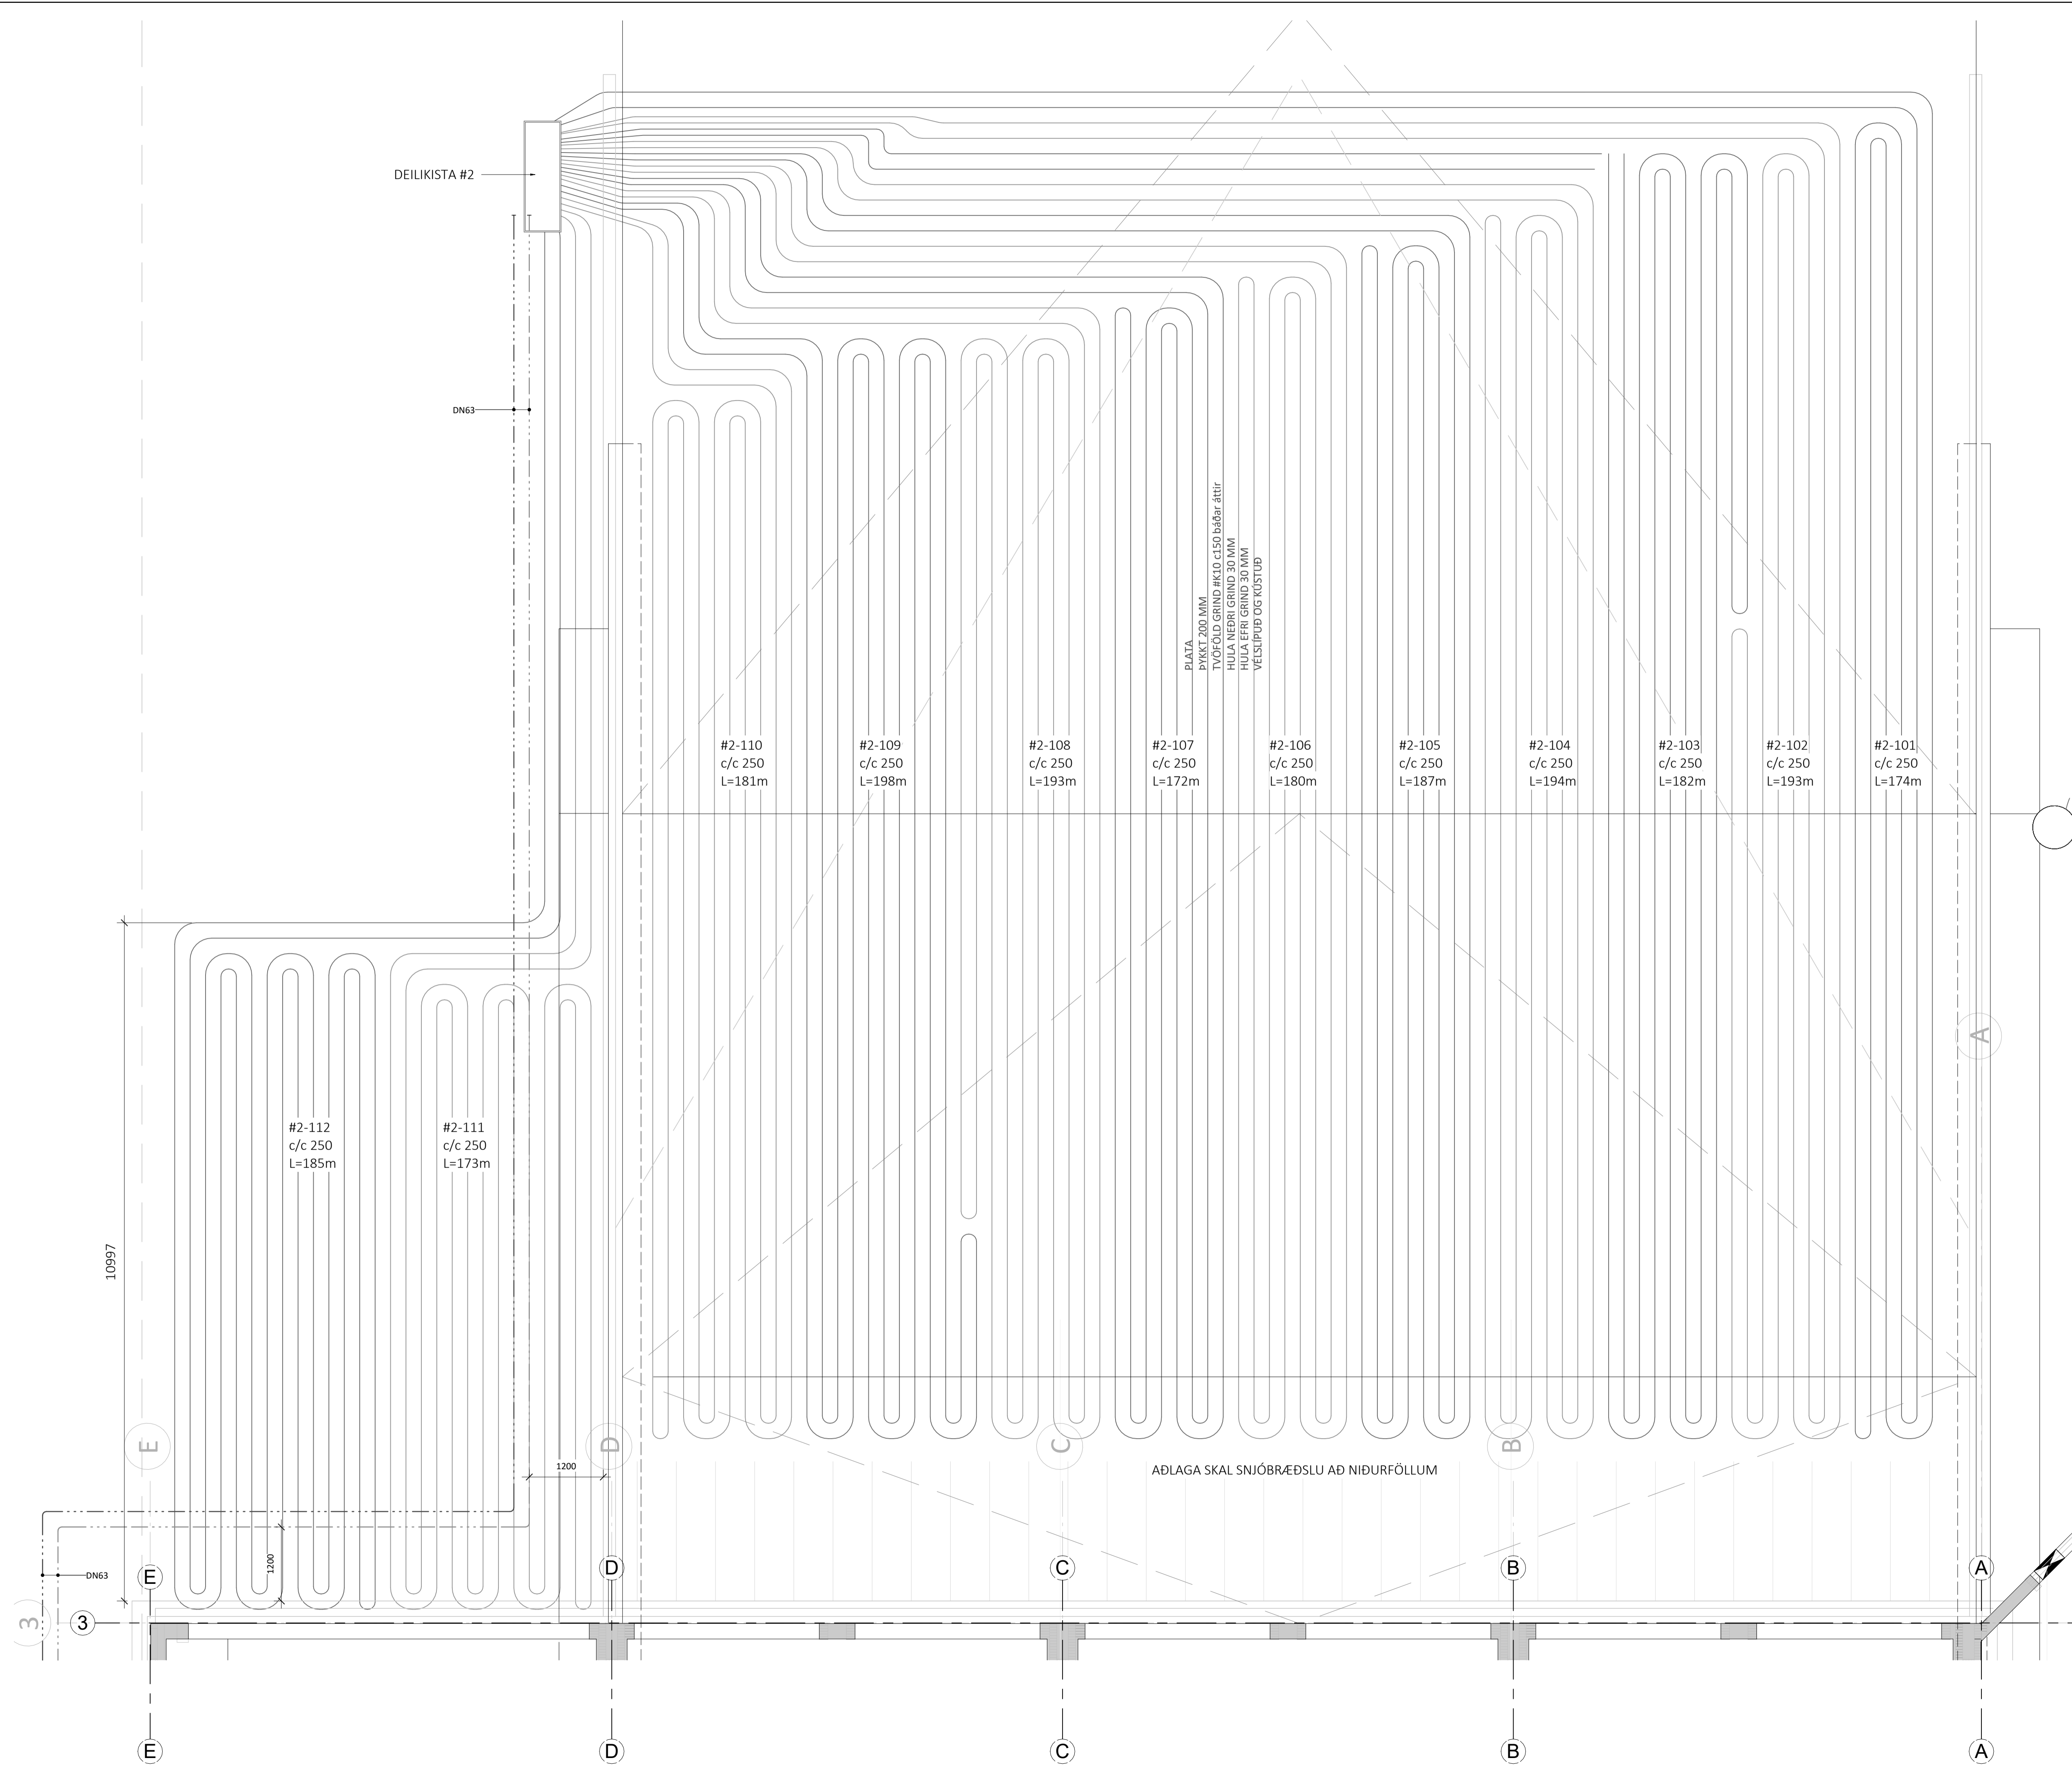 DEILIKISTA #2
DN63
PLATA
ÞYKKT 200 MM
TVÖFÖLD GRIND #K10 c150 báðar áttir
HULA NEÐRI GRIND 30 MM
HULA EFRI GRIND 30 MM
VÉLSLÍPUÐ OG KÚSTUÐ
#2-110
c/c 250
L=181m
#2-109
c/c 250
L=198m
#2-108
c/c 250
L=193m
#2-107
c/c 250
L=172m
#2-106
c/c 250
L=180m
#2-105
c/c 250
L=187m
#2-104
c/c 250
L=194m
#2-103
c/c 250
L=182m
#2-102
c/c 250
L=193m
#2-101
c/c 250
L=174m
A
#2-112
c/c 250
L=185m
#2-111
c/c 250
L=173m
10997
E
D
C
B
1200
AÐLAGA SKAL SNJÓBRÆÐSLU AÐ NIÐURFÖLLUM
1200
DN63
E
D
C
B
A
3
3
E
D
C
B
A